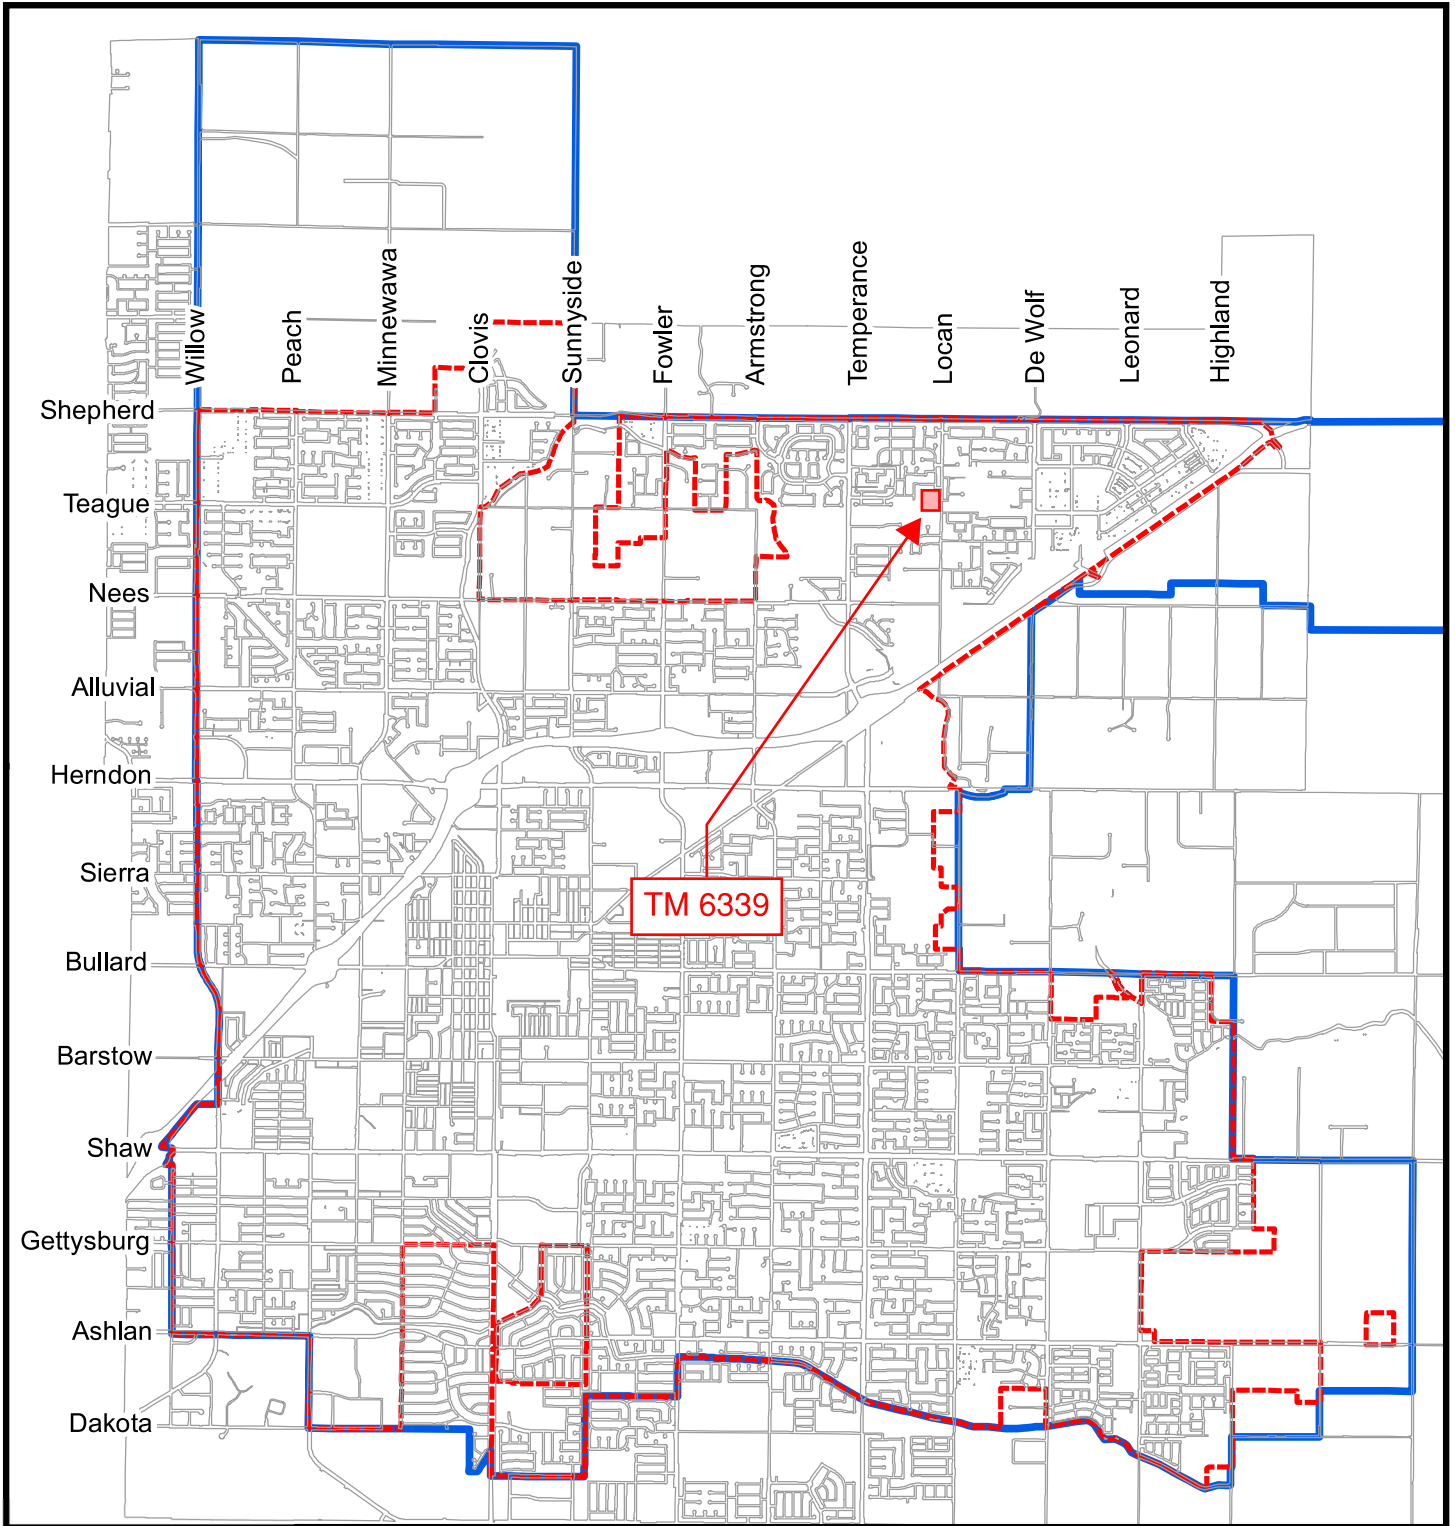 Willow
Peach
Minnewawa
Clovis
Sunnyside
Fowler
Armstrong
Temperance
Locan
De Wolf
Leonard
Highland
Shepherd
Teague
Nees
Alluvial
Herndon
Sierra
TM 6339
Bullard
Barstow
Shaw
Gettysburg
Ashlan
Dakota